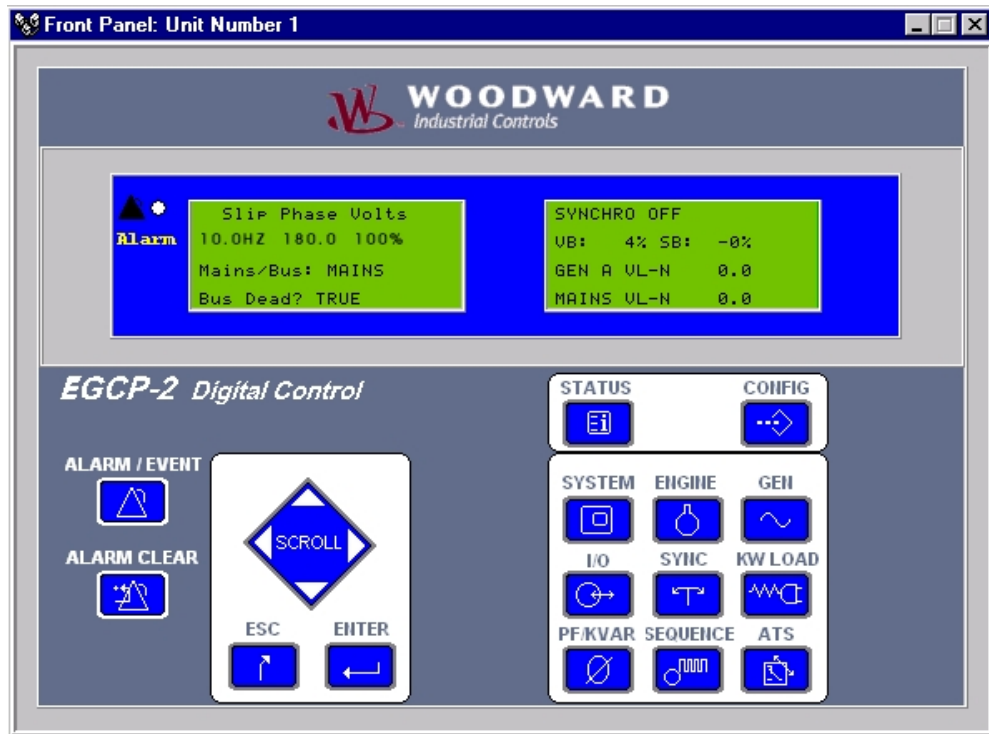 Front Panel: Unit Number 1
WOODWARD
Industrial Controls
Alarm
Slip Phase Volts
10.0HZ 180.0 100%
Mains/Bus: MAINS
Bus Dead? TRUE
SYNCHRO OFF
VB: 4% SB: -0%
GEN A VL-N 0.0
MAINS VL-N 0.0
EGCP-2 Digital Control
STATUS CONFIG
ALARM / EVENT
SYSTEM ENGINE GEN
SCROLL
ALARM CLEAR
I/O SYNC KW LOAD
ESC ENTER
PF/KVAR SEQUENCE ATS